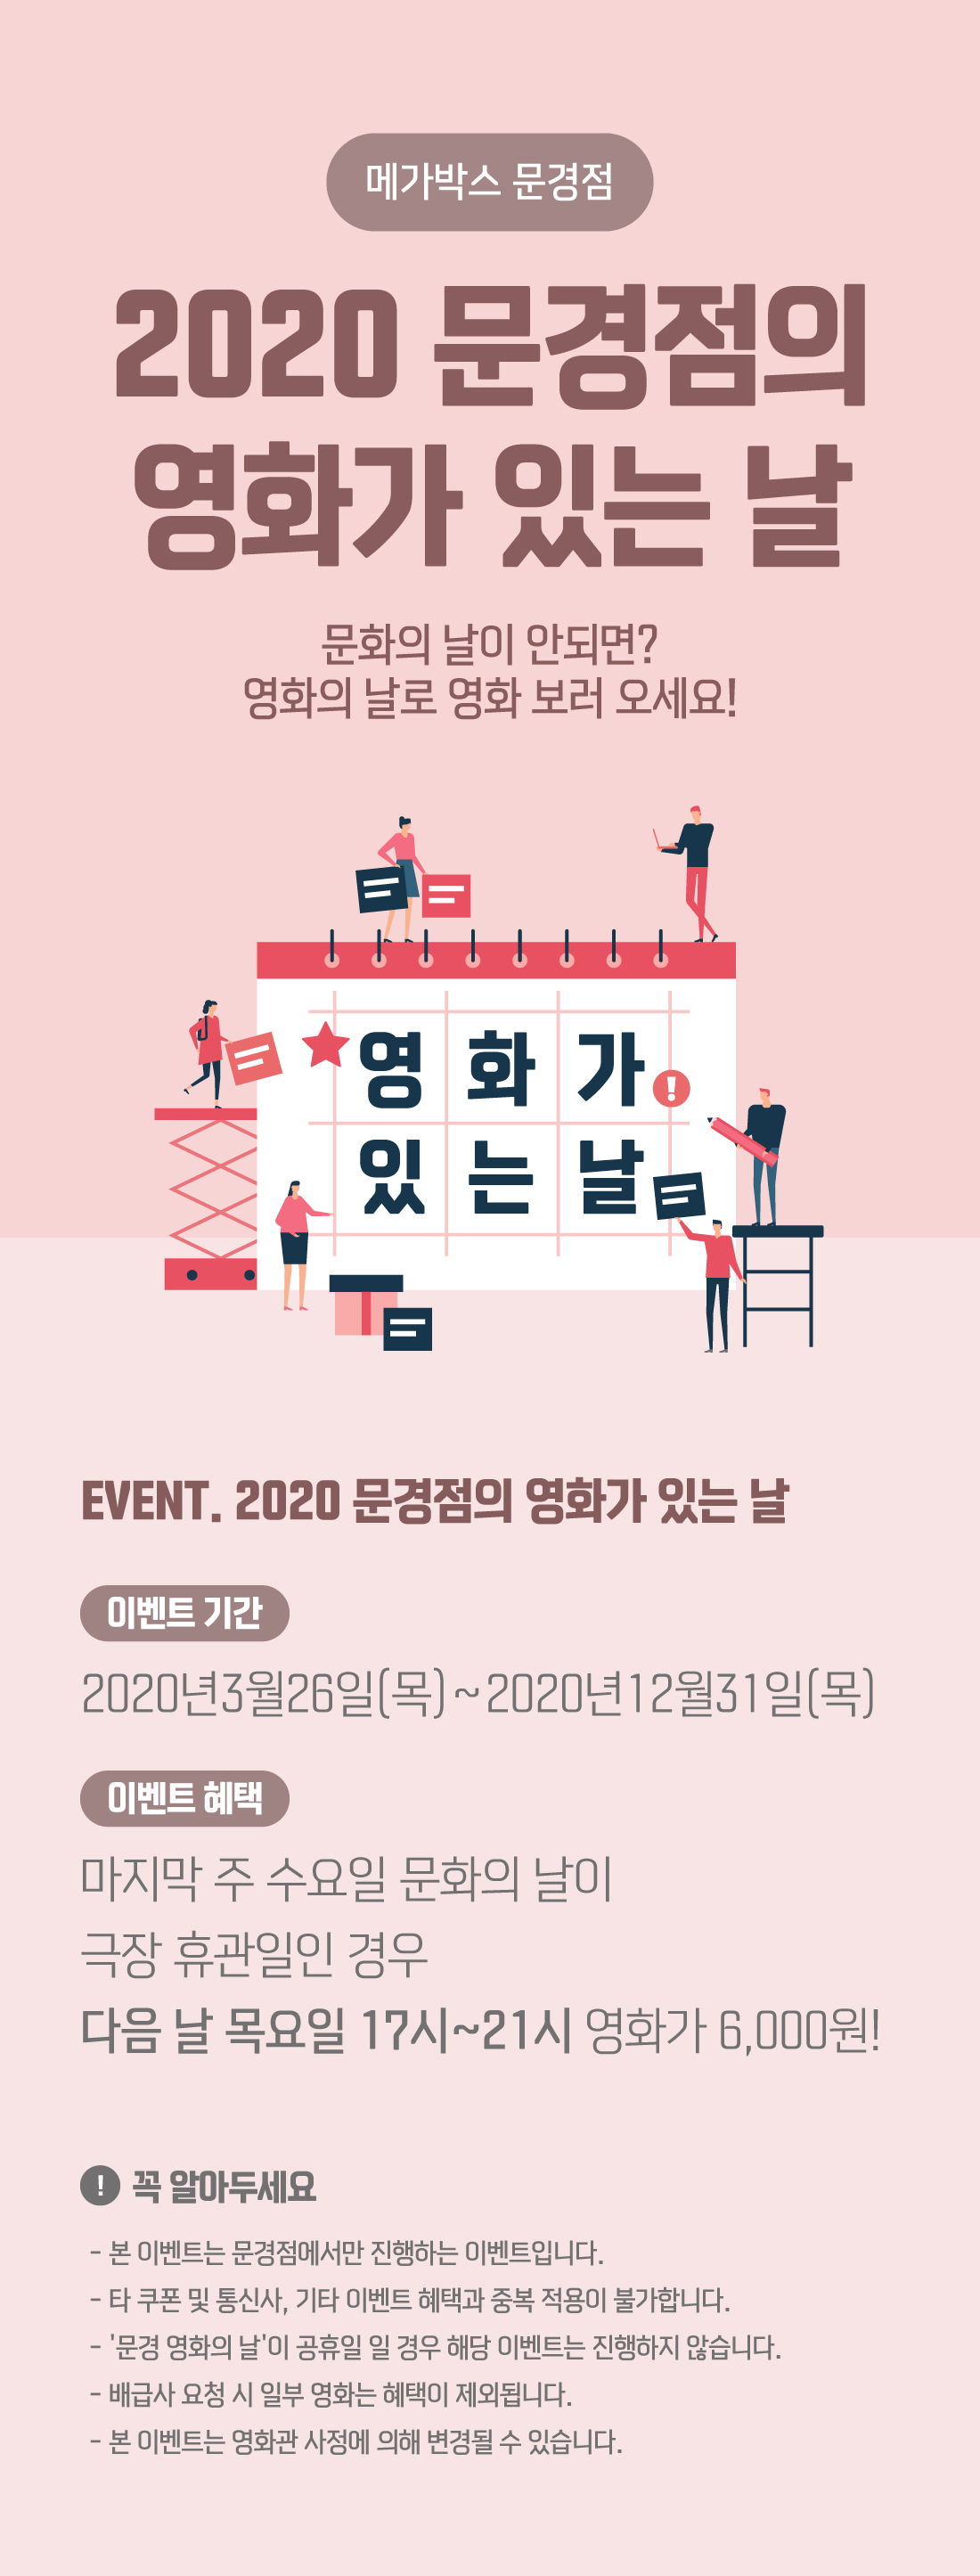 메가박스 문경점
2020 문경점의
영화가 있는 날
문화의 날이 안되면?
영화의 날로 영화 보러 오세요!
영 화 가
!
있 는 날
EVENT. 2020 문경점의 영화가 있는 날
이벤트 기간
2020년3월26일(목)~2020년12월31일(목)
이벤트 혜택
마지막 주 수요일 문화의 날이
극장 휴관일인 경우
다음 날 목요일 17시~21시 영화가 6,000원!
! 꼭 알아두세요
- 본 이벤트는 문경점에서만 진행하는 이벤트입니다.
- 타 쿠폰 및 통신사, 기타 이벤트 혜택과 중복 적용이 불가합니다.
- '문경 영화의 날'이 공휴일 일 경우 해당 이벤트는 진행하지 않습니다.
- 배급사 요청 시 일부 영화는 혜택이 제외됩니다.
- 본 이벤트는 영화관 사정에 의해 변경될 수 있습니다.